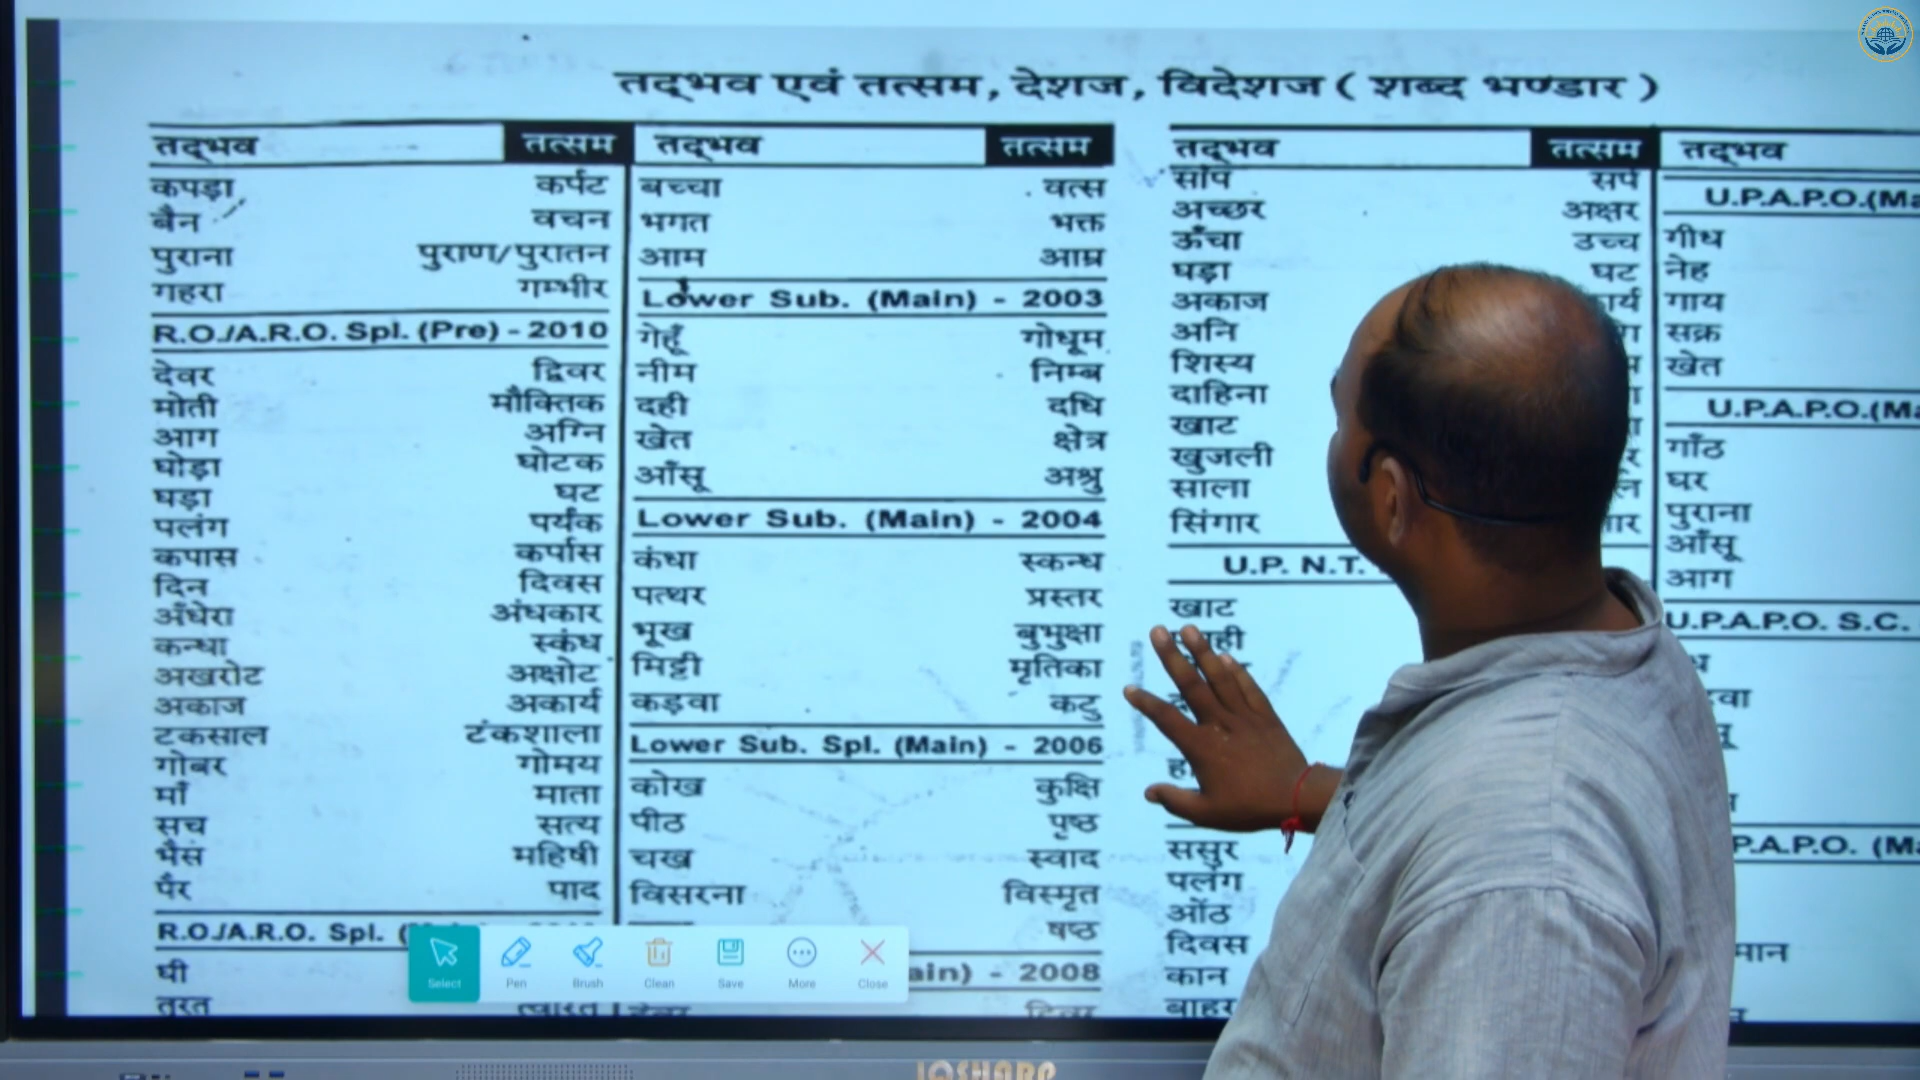 तद्भव एवं तत्सम, देशज, विदेशज ( शब्द भण्डार )
तद्भव तत्सम
कपड़ा कर्पट
बैन वचन
पुराना पुराण/पुरातन
गहरा गम्भीर
R.O./A.R.O. Spl. (Pre) - 2010
देवर द्विवर
मोती मौक्तिक
आग अग्नि
घोड़ा घोटक
घड़ा घट
पलंग पर्यंक
कपास कर्पास
दिन दिवस
अँधेरा अंधकार
कन्धा स्कंध
अखरोट अक्षोट
अकाज अकार्य
टकसाल टंकशाला
गोबर गोमय
माँ माता
सच सत्य
भैंस महिषी
पैर पाद
R.O./A.R.O. Spl.
घी
तुरत
तद्भव तत्सम
बच्चा वत्स
भगत भक्त
आम आम्र
Lower Sub. (Main) - 2003
गेहूँ गोधूम
नीम निम्ब
दही दधि
खेत क्षेत्र
आँसू अश्रु
Lower Sub. (Main) - 2004
कंधा स्कन्ध
पत्थर प्रस्तर
भूख बुभुक्षा
मिट्टी मृतिका
कड़वा कटु
Lower Sub. Spl. (Main) - 2006
कोख कुक्षि
पीठ पृष्ठ
चख स्वाद
विसरना विस्मृत
षष्ठ
- 2008
तद्भव तत्सम
साँप सर्प
अच्छर अक्षर
ऊँचा उच्च
घड़ा घट
अकाज
अनि
शिस्य
दाहिना
खाट
खुजली
साला
सिंगार
U.P. N.T.
खाट
ससुर
पलंग
ओंठ
दिवस
कान
बाहर
तद्भव
U.P.A.P.O.
गीध
नेह
गाय
सक्र
खेत
U.P.A.P.O.
गाँठ
घर
पुराना
आँसू
आग
U.P.A.P.O. S.C.
P.A.P.O.
Select Pen Brush Clean Save More Close
IQSHARP